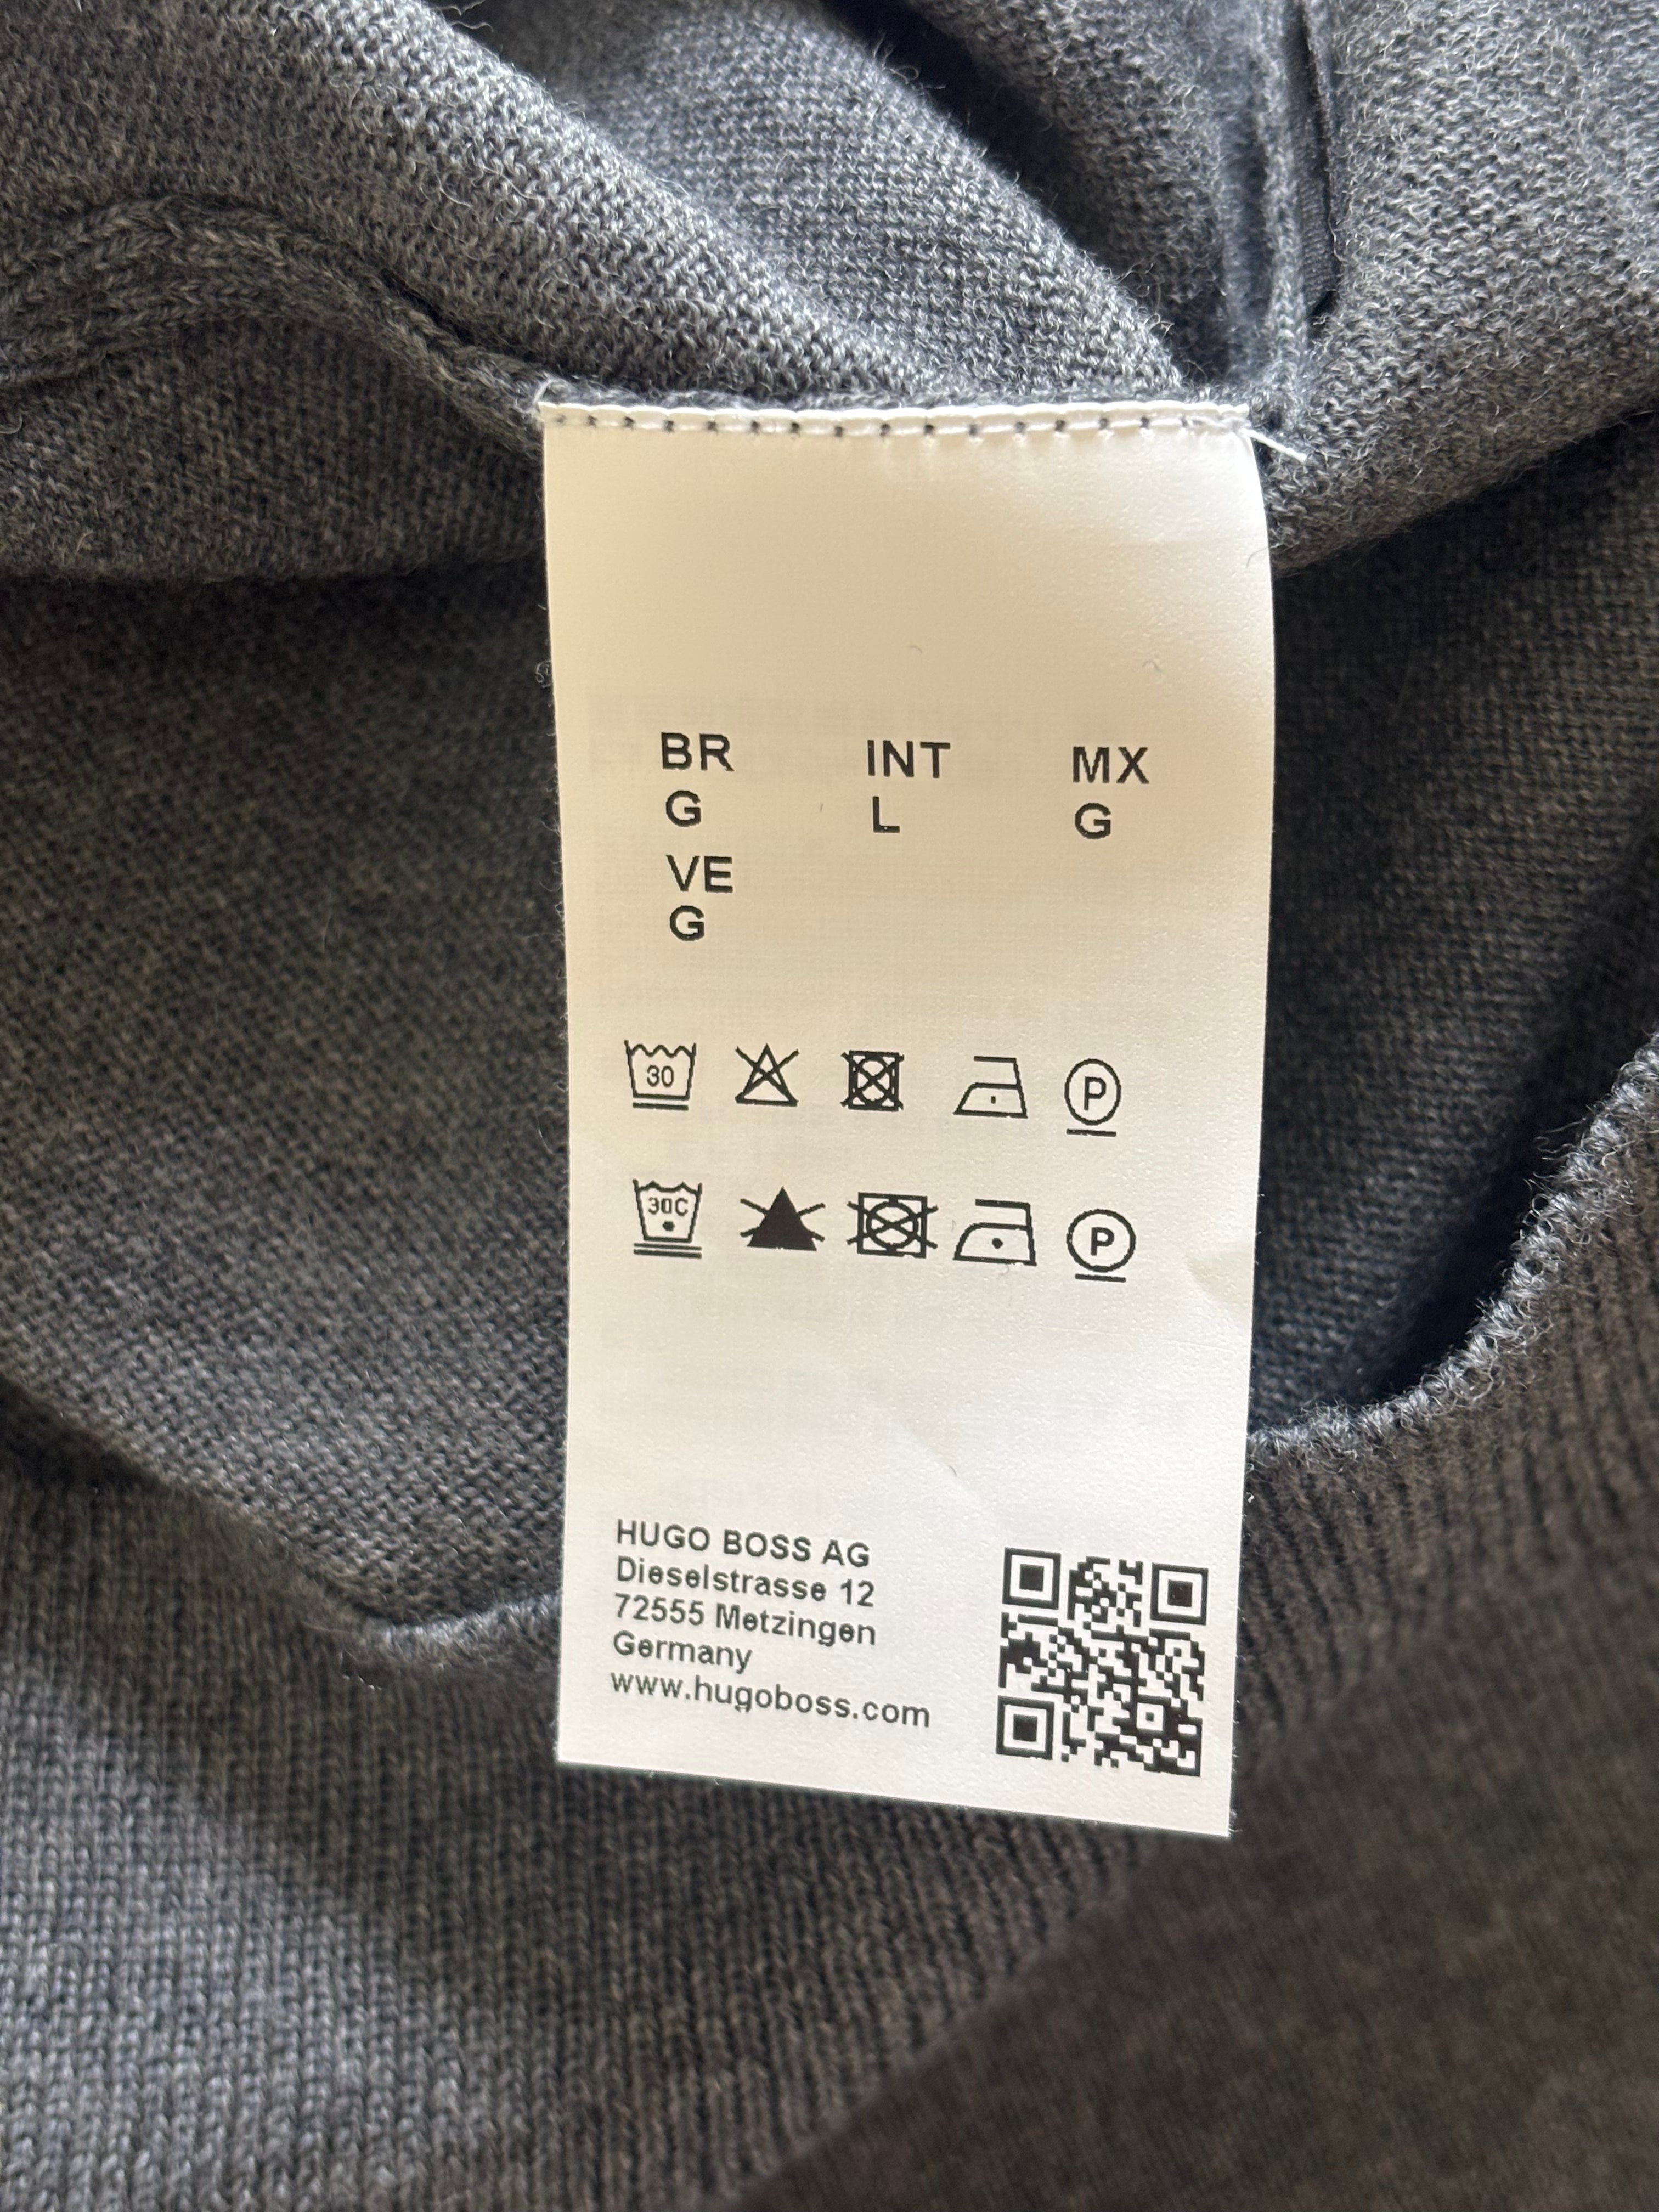 BR INT MX
G L G
VE
G
30
P
30C
P
HUGO BOSS AG
Dieselstrasse 12
72555 Metzingen
Germany
www.hugoboss.com